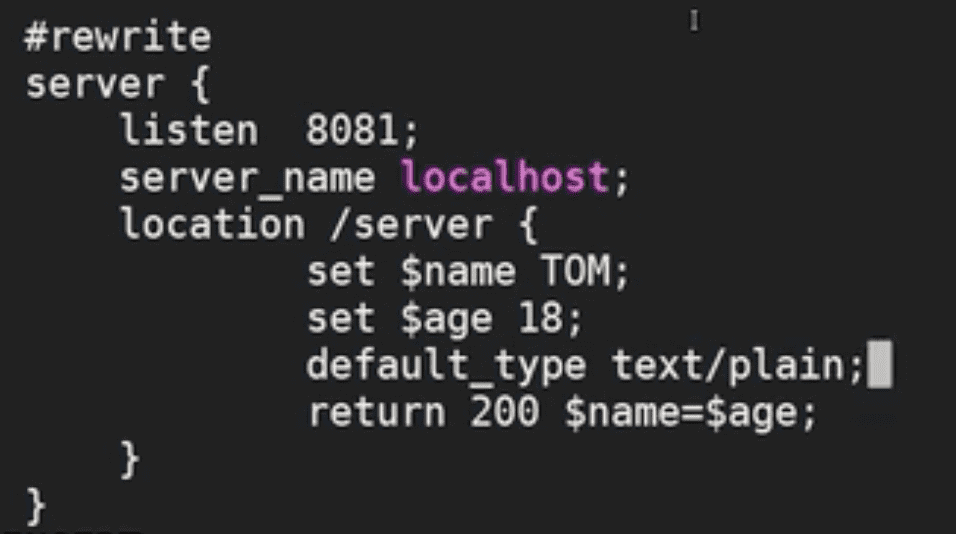 #rewrite
server {
listen  8081;
server_name localhost;
location /server {
set $name TOM;
set $age 18;
default_type text/plain;
return 200 $name=$age;
}
}